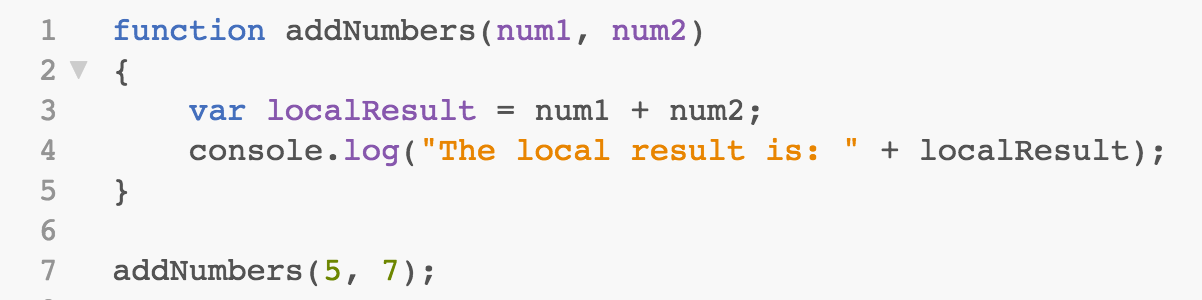 1 function addNumbers(num1, num2)
2 {
3 var localResult = num1 + num2;
4 console.log("The local result is: " + localResult);
5 }
6
7 addNumbers(5, 7);